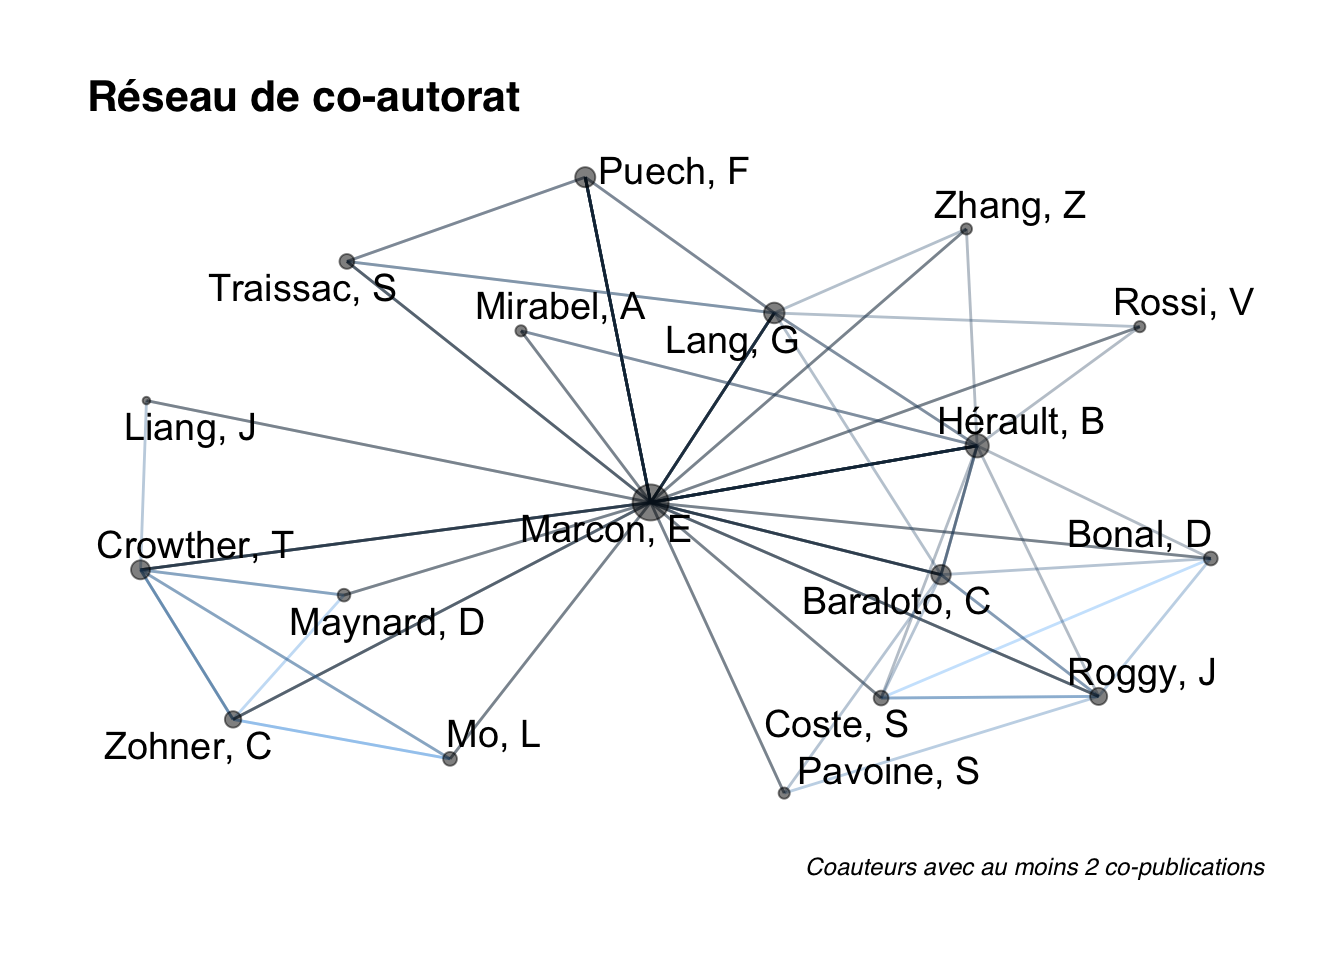 Réseau de co-autorat
Puech, F
Zhang, Z
Traissac, S
Mirabel, A
Rossi, V
Lang, G
Liang, J
Hérault, B
Marcon, E
Bonal, D
Crowther, T
Baraloto, C
Maynard, D
Roggy, J
Coste, S
Mo, L
Zohner, C
Pavoine, S
Coauteurs avec au moins 2 co-publications